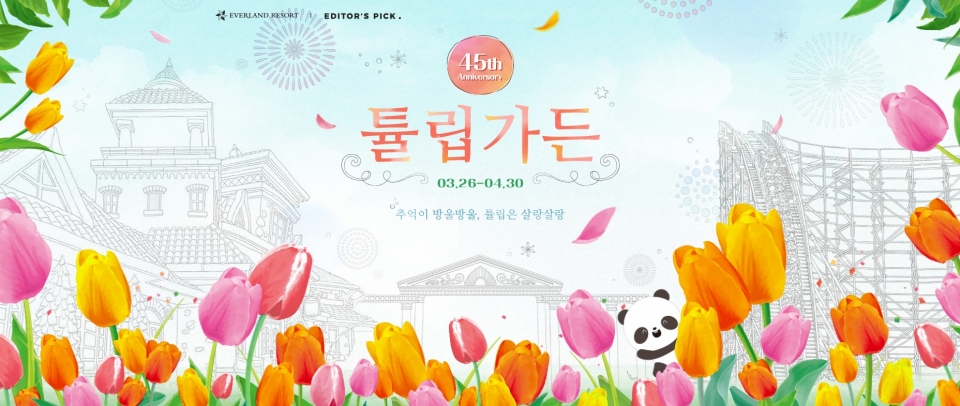 EVERLAND RESORT | EDITOR'S PICK.
45th
Anniversary
튤립가든
03.26-04.30
추억이 방울방울, 튤립은 살랑살랑